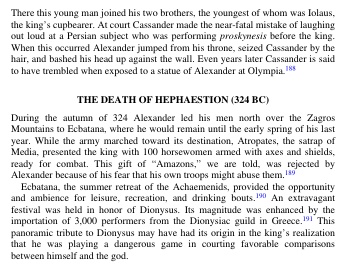 There this young man joined his two brothers, the youngest of whom was Iolaus,
the king's cupbearer. At court Cassander made the near-fatal mistake of laughing
out loud at a Persian subject who was performing proskynesis before the king.
When this occurred Alexander jumped from his throne, seized Cassander by the
hair, and bashed his head up against the wall. Even years later Cassander is said
to have trembled when exposed to a statue of Alexander at Olympia.188
THE DEATH OF HEPHAESTION (324 BC)
During the autumn of 324 Alexander led his men north over the Zagros
Mountains to Ecbatana, where he would remain until the early spring of his last
year. While the army marched toward its destination, Atropates, the satrap of
Media, presented the king with 100 horsewomen armed with axes and shields,
ready for combat. This gift of “Amazons,” we are told, was rejected by
Alexander because of his fear that his own troops might abuse them.189
Ecbatana, the summer retreat of the Achaemenids, provided the opportunity
and ambience for leisure, recreation, and drinking bouts.190 An extravagant
festival was held in honor of Dionysus. Its magnitude was enhanced by the
importation of 3,000 performers from the Dionysiac guild in Greece.191 This
panoramic tribute to Dionysus may have had its origin in the king's realization
that he was playing a dangerous game in courting favorable comparisons
between himself and the god.